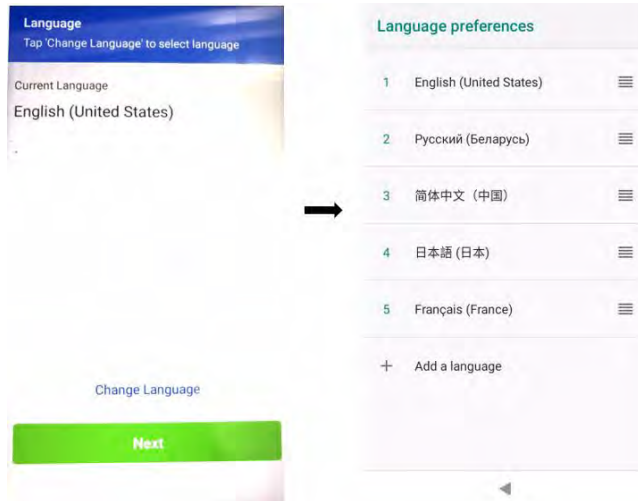 Language
Tap 'Change Language' to select language
Current Language
English (United States)
Change Language
Next
Language preferences
1 English (United States)
2 Русский (Беларусь)
3 简体中文（中国）
4 日本語 (日本)
5 Français (France)
+ Add a language